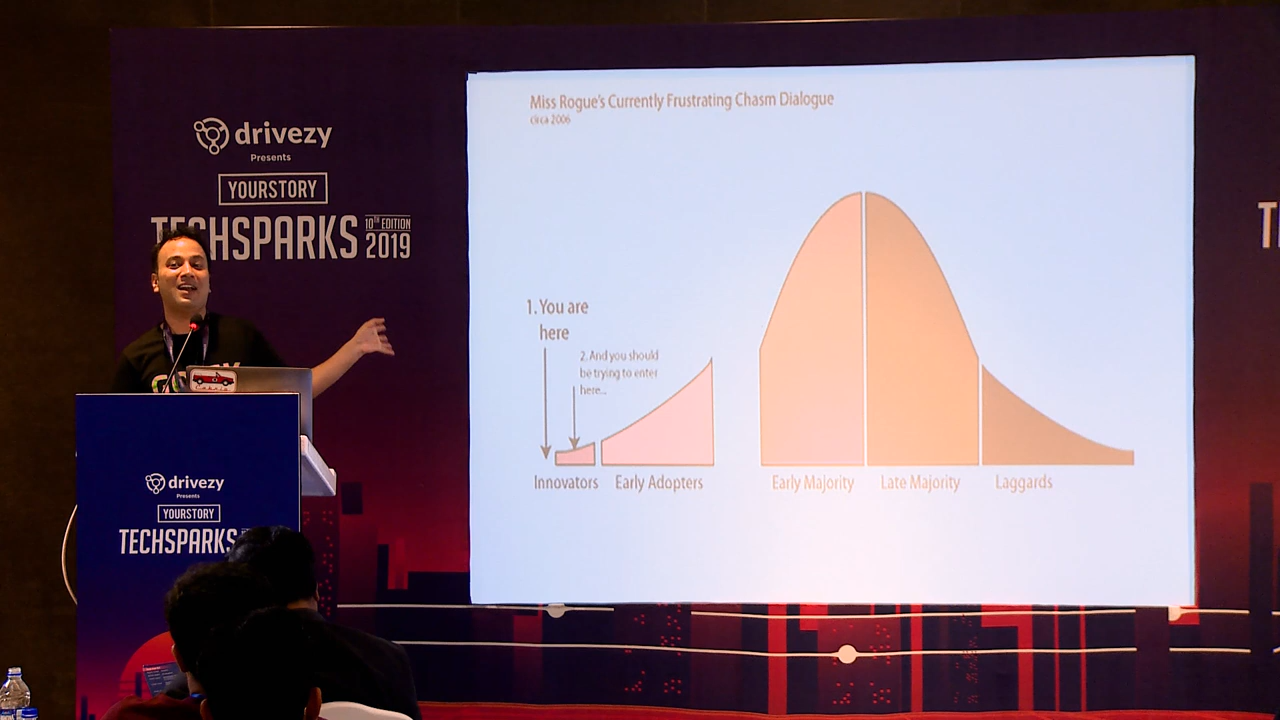 drivezy
Presents
YOURSTORY
TECHSPARKS
10TH EDITION
2019
Miss Rogue's Currently Frustrating Chasm Dialogue
circa 2006
1. You are
here
2. And you should
be trying to enter
here...
Innovators
Early Adopters
Early Majority
Late Majority
Laggards
drivezy
Presents
YOURSTORY
TECHSPARKS